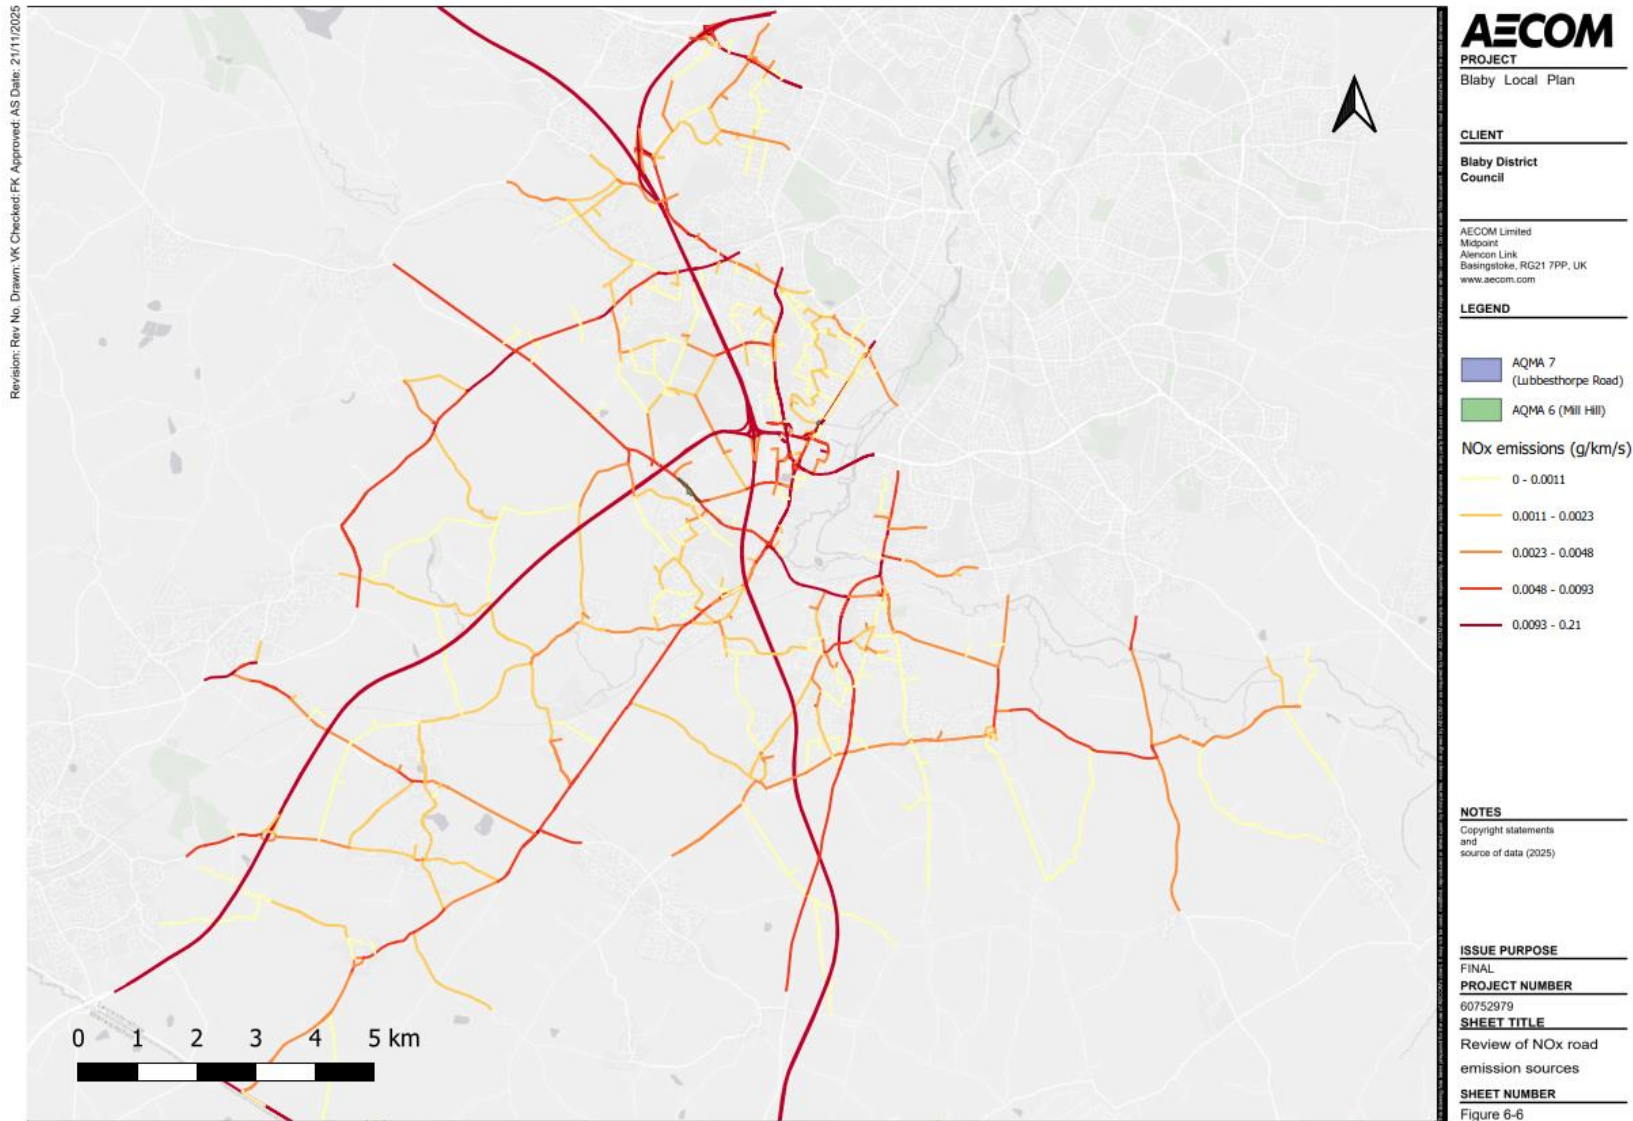 Revision: Rev No. Drawn: VK Checked: FK Approved: AS Date: 21/11/2025
AECOM
PROJECT
Blaby Local Plan
CLIENT
Blaby District
Council
AECOM Limited
Midpoint
Alencon Link
Basingstoke, RG21 7PP, UK
www.aecom.com
LEGEND
AQMA 7
(Lubbesthorpe Road)
AQMA 6 (Mill Hill)
NOx emissions (g/km/s)
0 - 0.0011
0.0011 - 0.0023
0.0023 - 0.0048
0.0048 - 0.0093
0.0093 - 0.21
NOTES
Copyright statements
and
source of data (2025)
ISSUE PURPOSE
FINAL
PROJECT NUMBER
60752979
SHEET TITLE
Review of NOx road
emission sources
SHEET NUMBER
Figure 6-6
0 1 2 3 4 5 km